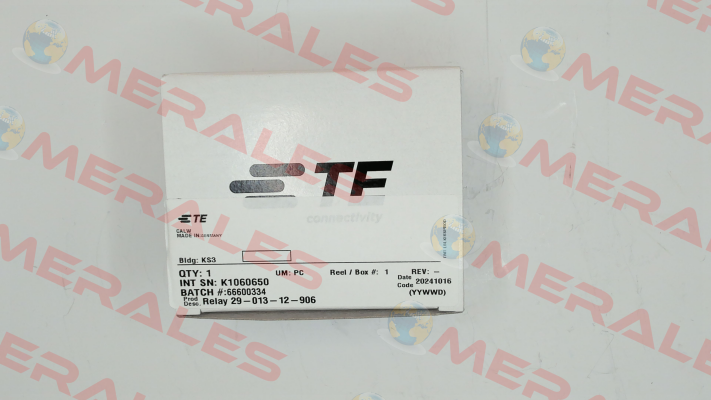 MERALES
TE
connectivity
TE
CALW
MADE IN GERMANY
Bldg: KS3
QTY: 1 UM: PC Reel / Box #: 1 REV: --
INT SN: K1060650 Date Code 20241016
BATCH #:66600334 (YYWWD)
Prod Desc. Relay 29-013-12-906